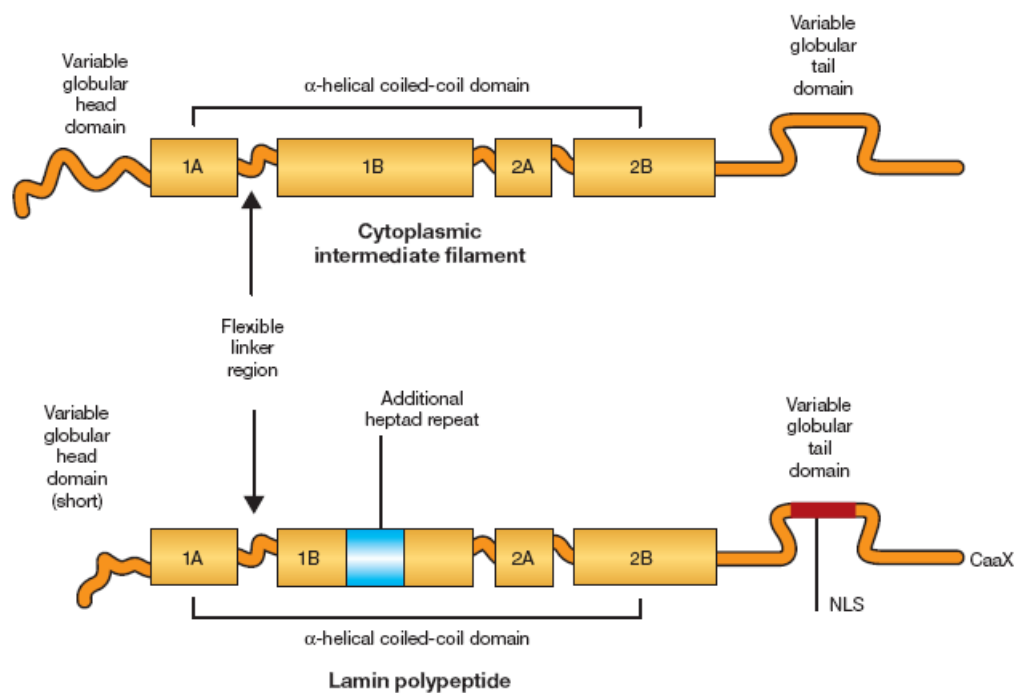 Variable
globular
head
domain
α-helical coiled-coil domain
Variable
globular
tail
domain
1A
1B
2A
2B
Cytoplasmic
intermediate filament
Flexible
linker
region
Variable
globular
head
domain
(short)
Additional
heptad repeat
Variable
globular
tail
domain
1A
1B
2A
2B
CaaX
NLS
α-helical coiled-coil domain
Lamin polypeptide